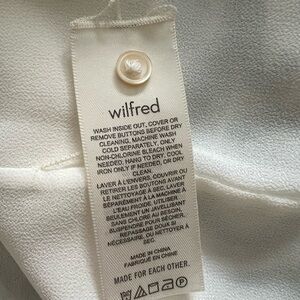 wilfred
WASH INSIDE OUT, COVER OR
REMOVE BUTTONS BEFORE DRY
CLEANING. MACHINE WASH
COLD SEPARATELY, ONLY
NON-CHLORINE BLEACH WHEN
NEEDED, HANG TO DRY. COOL
IRON ONLY IF NEEDED, OR DRY
CLEAN.
LAVER À L'ENVERS, COUVRIR OU
RETIRER LES BOUTONS AVANT
LE NETTOYAGE À SEC, LAVER
SÉPARÉMENT À LA MACHINE À
L'EAU FROIDE. UTILISER
SEULEMENT UN JAVELLISANT
SANS CHLORE AU BESOIN.
SUSPENDRE POUR SÉCHER.
REPASSAGE DOUX SI
NÉCESSAIRE, OU NETTOYER À
SEC.
MADE IN CHINA
FABRIQUÉ EN CHINE
MADE FOR EACH OTHER.